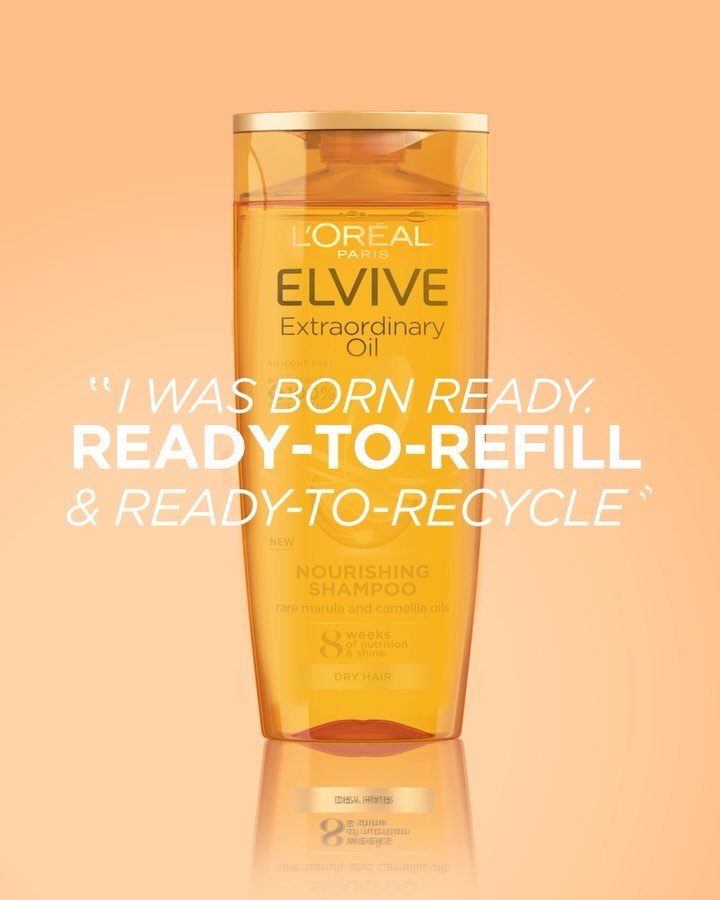 L'ORÉAL
PARIS
ELVIVE
Extraordinary
Oil
SILICONE FREE
100%
“I WAS BORN READY.
READY-TO-REFILL
& READY-TO-RECYCLE”
NEW
NOURISHING
SHAMPOO
rare marula and camellia oils
8 weeks
of nutrition
& shine
DRY HAIR